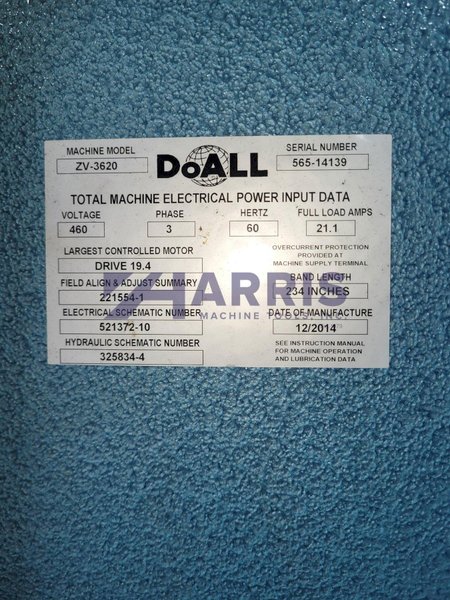 MACHINE MODEL
ZV-3620
DoALL
SERIAL NUMBER
565-14139
TOTAL MACHINE ELECTRICAL POWER INPUT DATA
VOLTAGE PHASE HERTZ FULL LOAD AMPS
460 3 60 21.1
LARGEST CONTROLLED MOTOR
DRIVE 19.4
FIELD ALIGN & ADJUST SUMMARY
221554-1
ELECTRICAL SCHEMATIC NUMBER
521372-10
HYDRAULIC SCHEMATIC NUMBER
325834-4
OVERCURRENT PROTECTION
PROVIDED AT
MACHINE SUPPLY TERMINAL
BAND LENGTH
234 INCHES
DATE OF MANUFACTURE
12/2014
SEE INSTRUCTION MANUAL
FOR MACHINE OPERATION
AND LUBRICATION DATA
HARRIS
MACHINE TOOLS, INC.